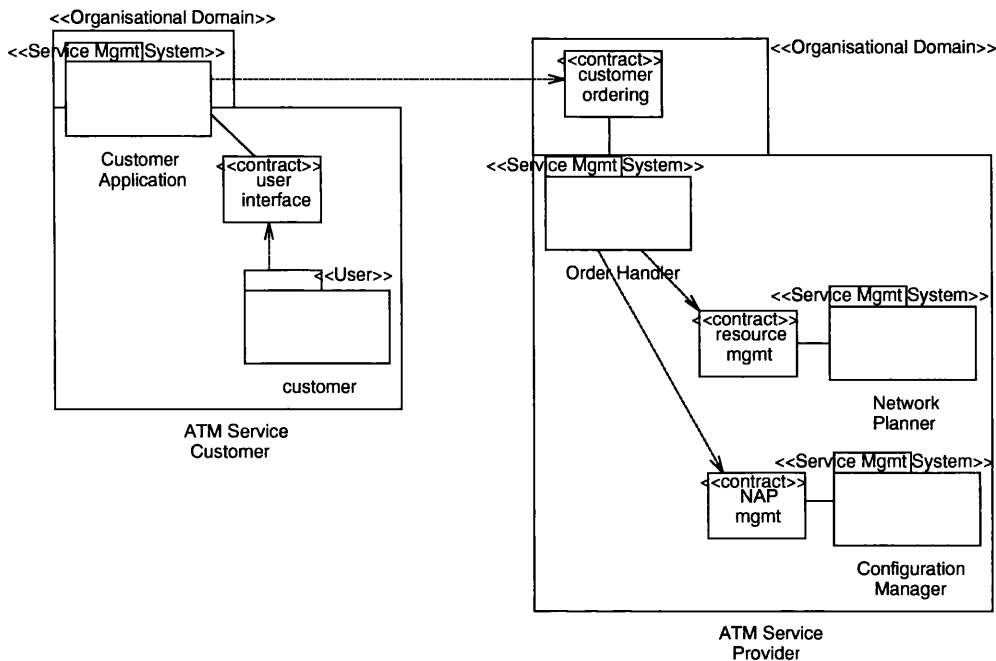 <<Organisational Domain>>
<<Service Mgmt System>>
Customer
Application
<<contract>>
user
interface
<<User>>
customer
ATM Service
Customer
<<Organisational Domain>>
<<contract>>
customer
ordering
<<Service Mgmt System>>
Order Handler
<<contract>>
resource
mgmt
<<Service Mgmt System>>
Network
Planner
<<contract>>
NAP
mgmt
<<Service Mgmt System>>
Configuration
Manager
ATM Service
Provider